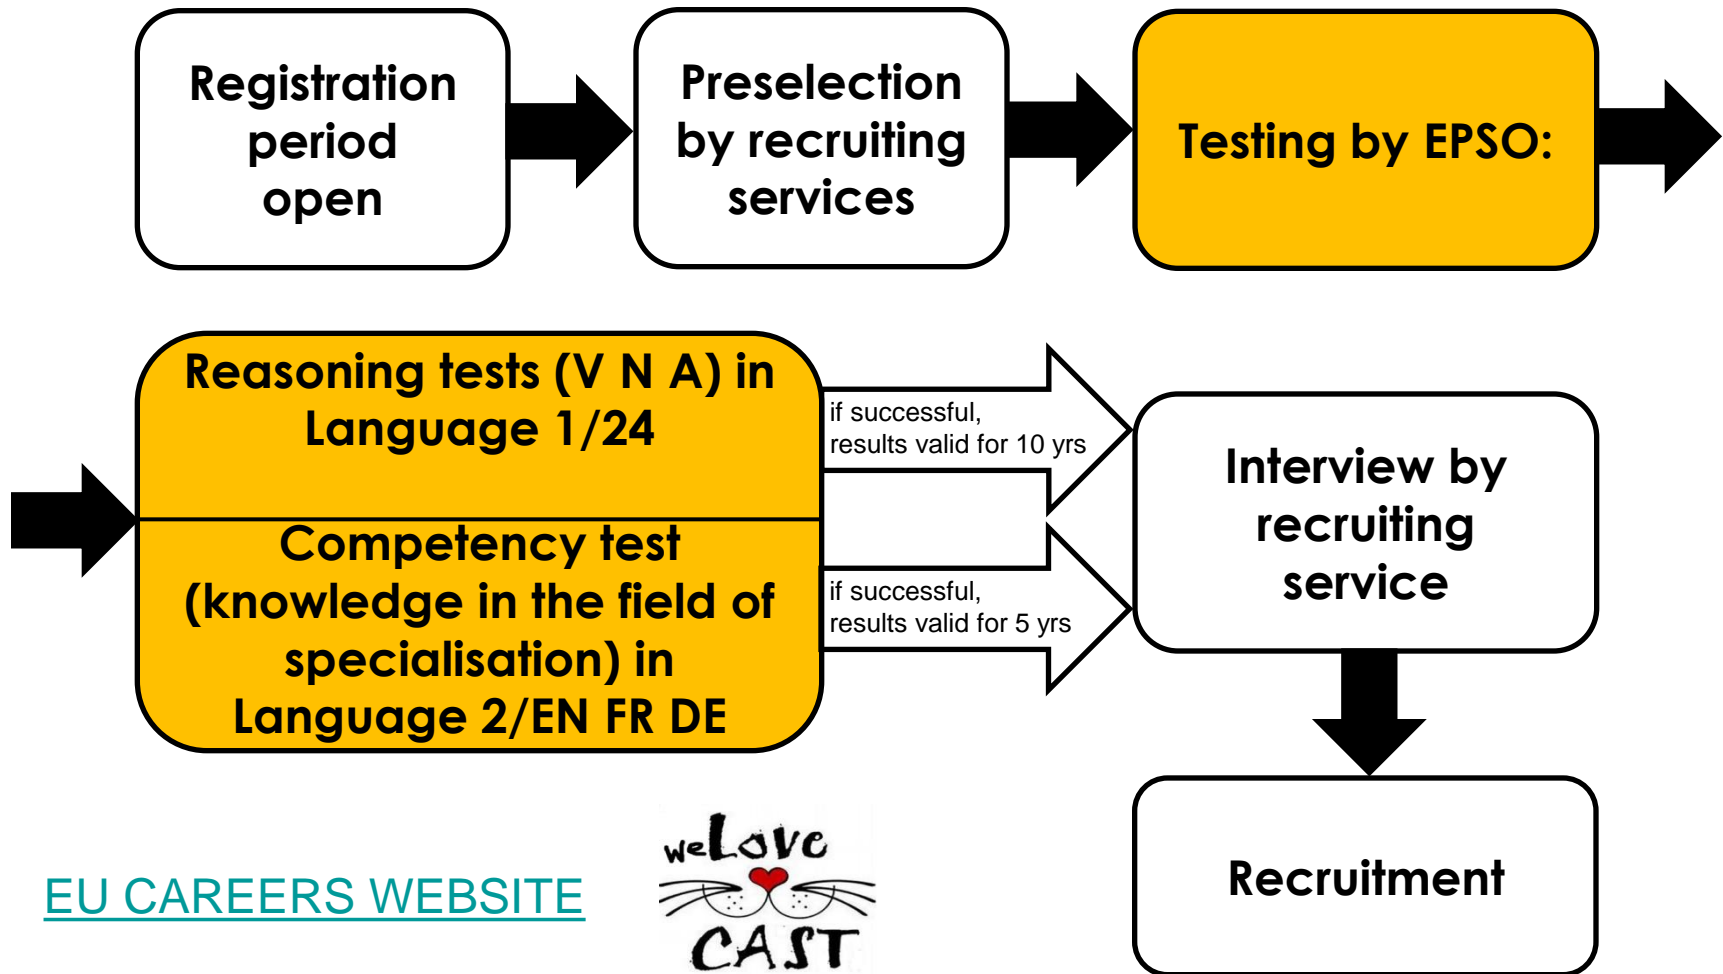 Registration
period
open
Preselection
by recruiting
services
Testing by EPSO:
Reasoning tests (V N A) in
Language 1/24
Competency test
(knowledge in the field of
specialisation) in
Language 2/EN FR DE
if successful,
results valid for 10 yrs
if successful,
results valid for 5 yrs
Interview by
recruiting
service
Recruitment
EU CAREERS WEBSITE
we Love
CAST